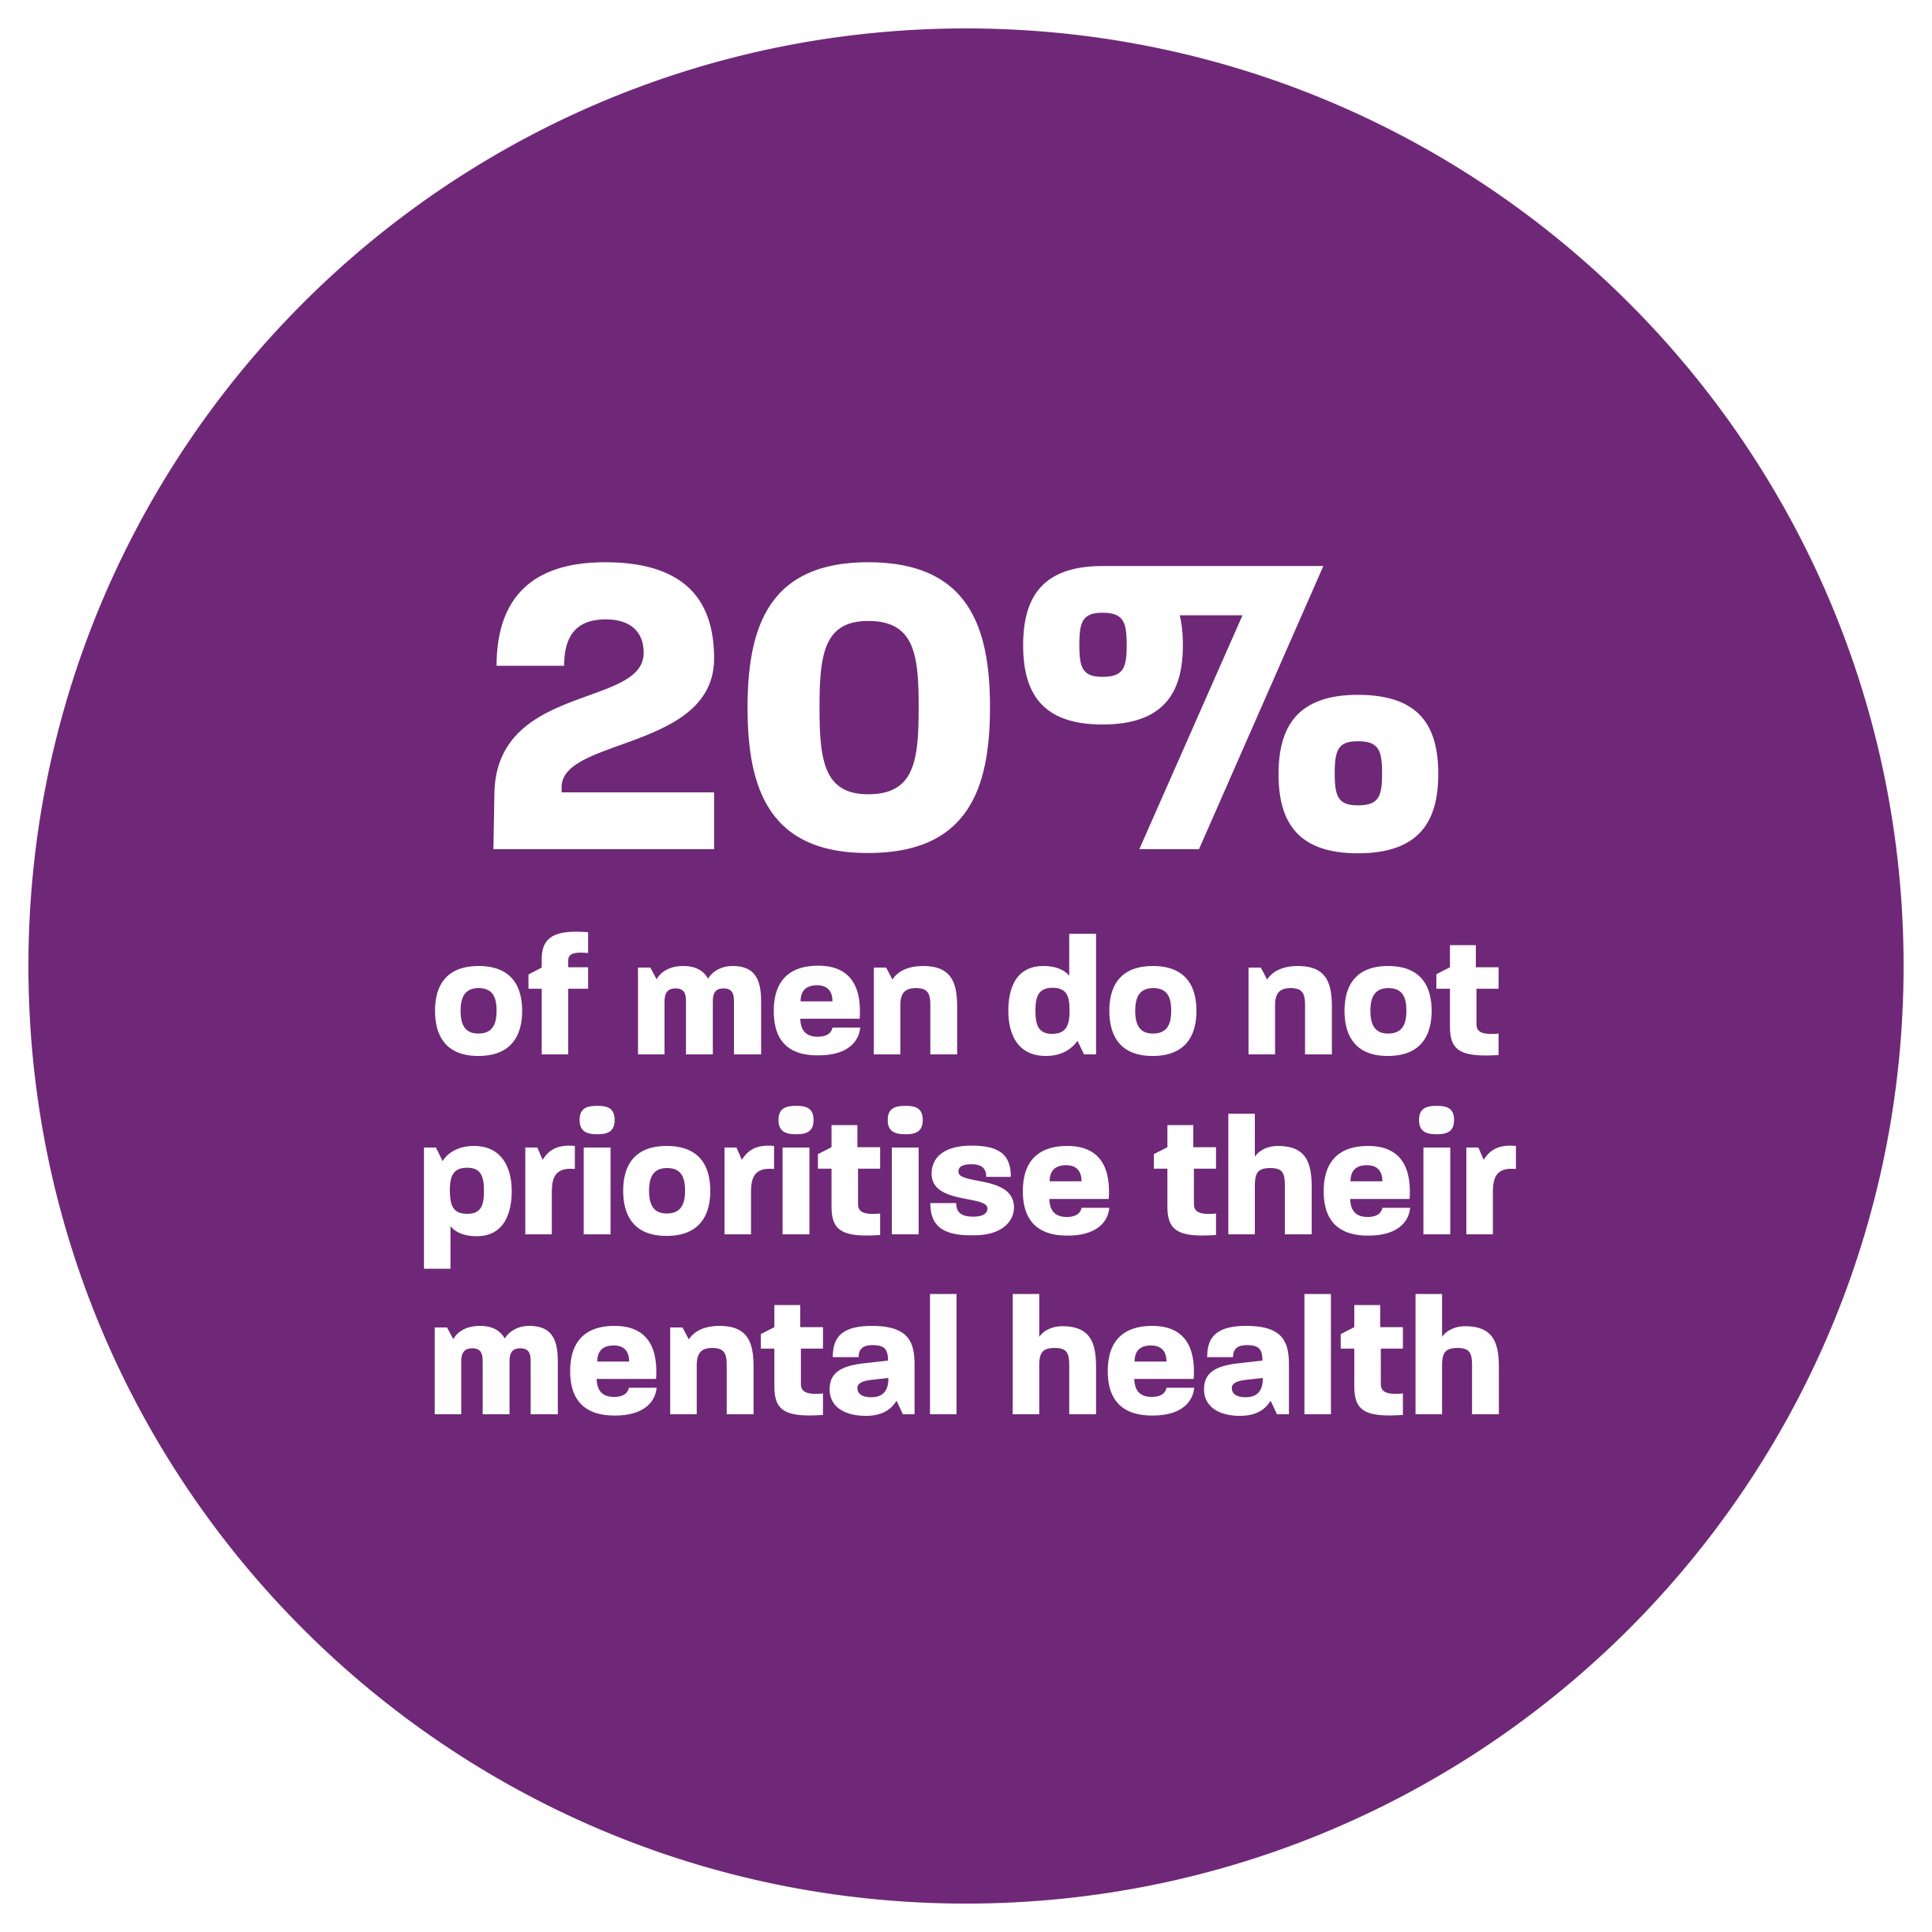 20%
of men do not
prioritise their
mental health